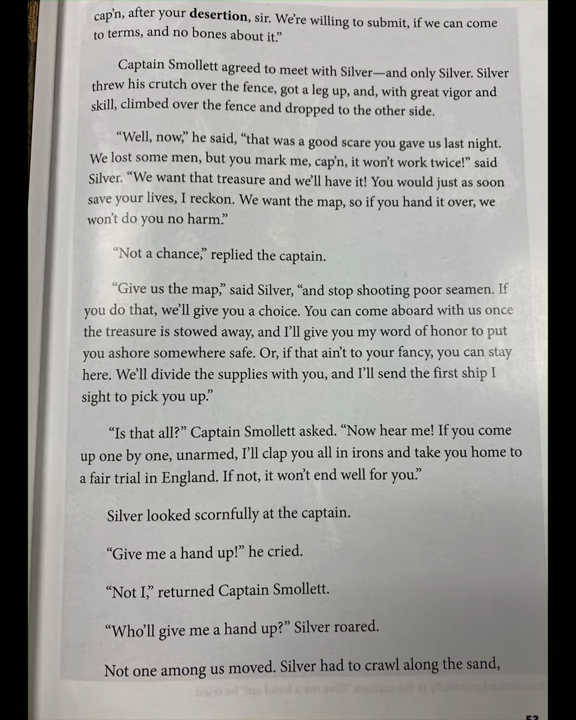 cap'n, after your desertion, sir. We're willing to submit, if we can come
to terms, and no bones about it.”
Captain Smollett agreed to meet with Silver—and only Silver. Silver
threw his crutch over the fence, got a leg up, and, with great vigor and
skill, climbed over the fence and dropped to the other side.
“Well, now,” he said, “that was a good scare you gave us last night.
We lost some men, but you mark me, cap'n, it won't work twice!” said
Silver. “We want that treasure and we'll have it! You would just as soon
save your lives, I reckon. We want the map, so if you hand it over, we
won't do you no harm.”
“Not a chance,” replied the captain.
“Give us the map,” said Silver, “and stop shooting poor seamen. If
you do that, we'll give you a choice. You can come aboard with us once
the treasure is stowed away, and I'll give you my word of honor to put
you ashore somewhere safe. Or, if that ain't to your fancy, you can stay
here. We'll divide the supplies with you, and I'll send the first ship I
sight to pick you up.”
“Is that all?” Captain Smollett asked. “Now hear me! If you come
up one by one, unarmed, I'll clap you all in irons and take you home to
a fair trial in England. If not, it won't end well for you.”
Silver looked scornfully at the captain.
“Give me a hand up!” he cried.
“Not I,” returned Captain Smollett.
“Who'll give me a hand up?” Silver roared.
Not one among us moved. Silver had to crawl along the sand,
53